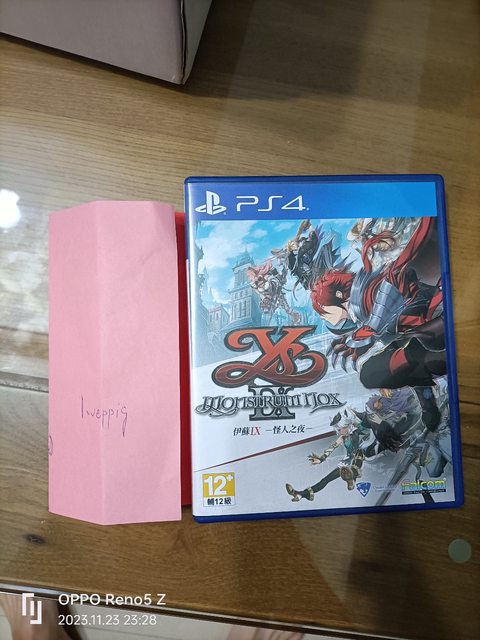 PS4
Ys
IX
MONSTRUM NOX
伊蘇IX －怪人之夜－
12+
輔12級
Falcom
Iweppig
OPPO Reno5 Z
2023.11.23 23:28